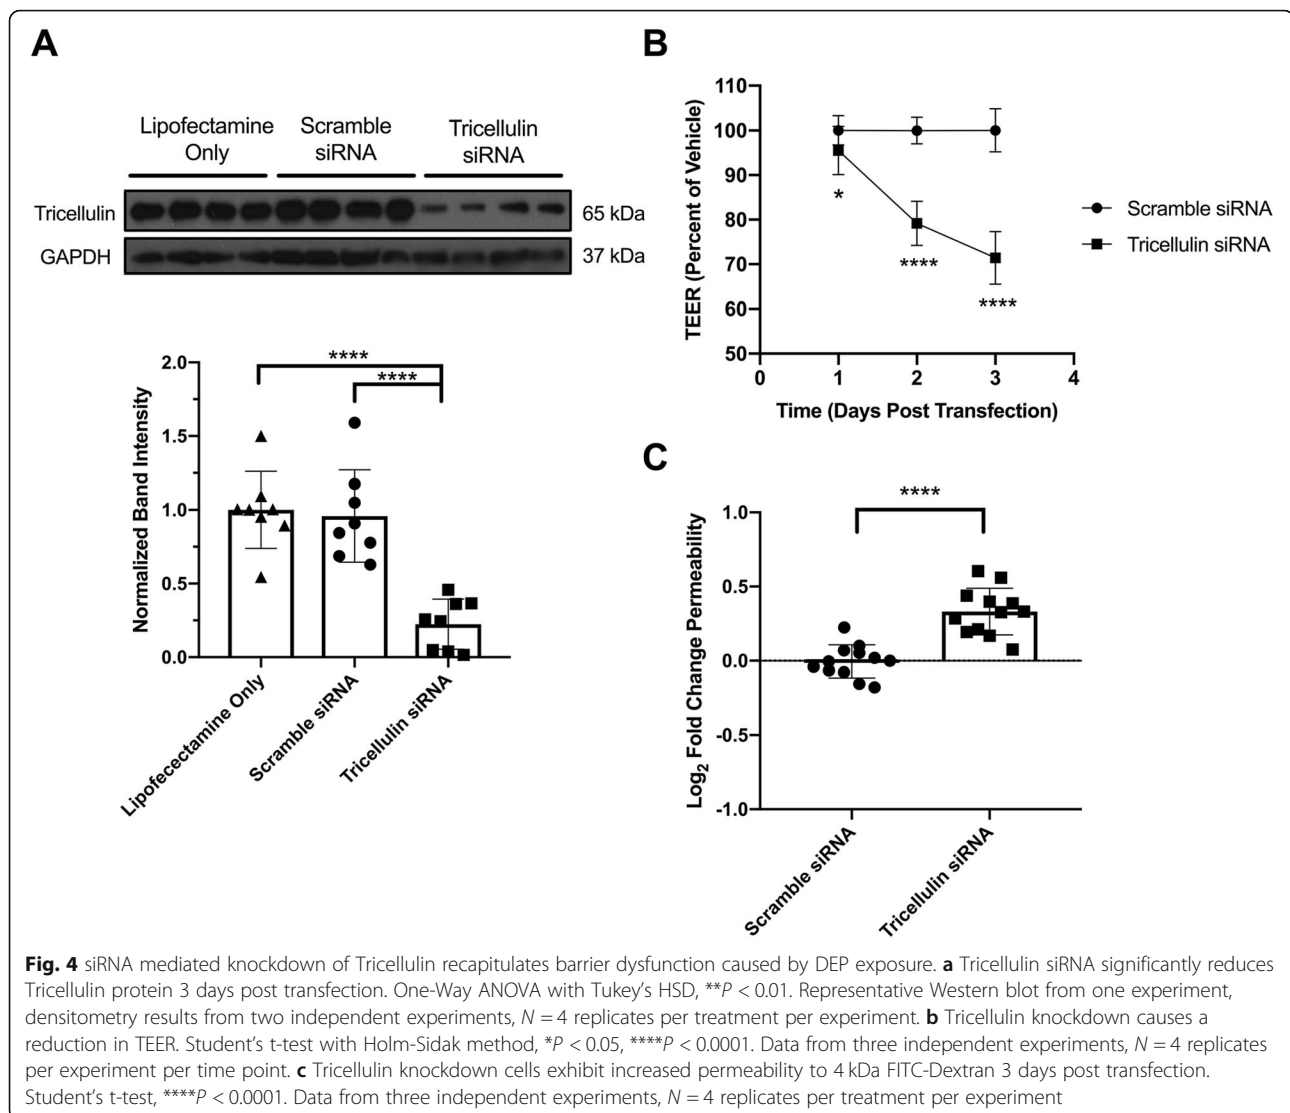 A
Lipofectamine Only
Scramble siRNA
Tricellulin siRNA
Tricellulin
65 kDa
GAPDH
37 kDa
Normalized Band Intensity
2.0
1.5
1.0
0.5
0.0
****
****
Lipofecectamine Only
Scramble siRNA
Tricellulin siRNA
B
TEER (Percent of Vehicle)
110
100
90
80
70
60
50
*
****
****
0 1 2 3 4
Time (Days Post Transfection)
Scramble siRNA
Tricellulin siRNA
C
Log₂ Fold Change Permeability
1.0
0.5
0.0
-0.5
-1.0
****
Scramble siRNA
Tricellulin siRNA
Fig. 4 siRNA mediated knockdown of Tricellulin recapitulates barrier dysfunction caused by DEP exposure. a Tricellulin siRNA significantly reduces
Tricellulin protein 3 days post transfection. One-Way ANOVA with Tukey's HSD, **P < 0.01. Representative Western blot from one experiment,
densitometry results from two independent experiments, N = 4 replicates per treatment per experiment. b Tricellulin knockdown causes a
reduction in TEER. Student's t-test with Holm-Sidak method, *P < 0.05, ****P < 0.0001. Data from three independent experiments, N = 4 replicates
per experiment per time point. c Tricellulin knockdown cells exhibit increased permeability to 4 kDa FITC-Dextran 3 days post transfection.
Student's t-test, ****P < 0.0001. Data from three independent experiments, N = 4 replicates per treatment per experiment